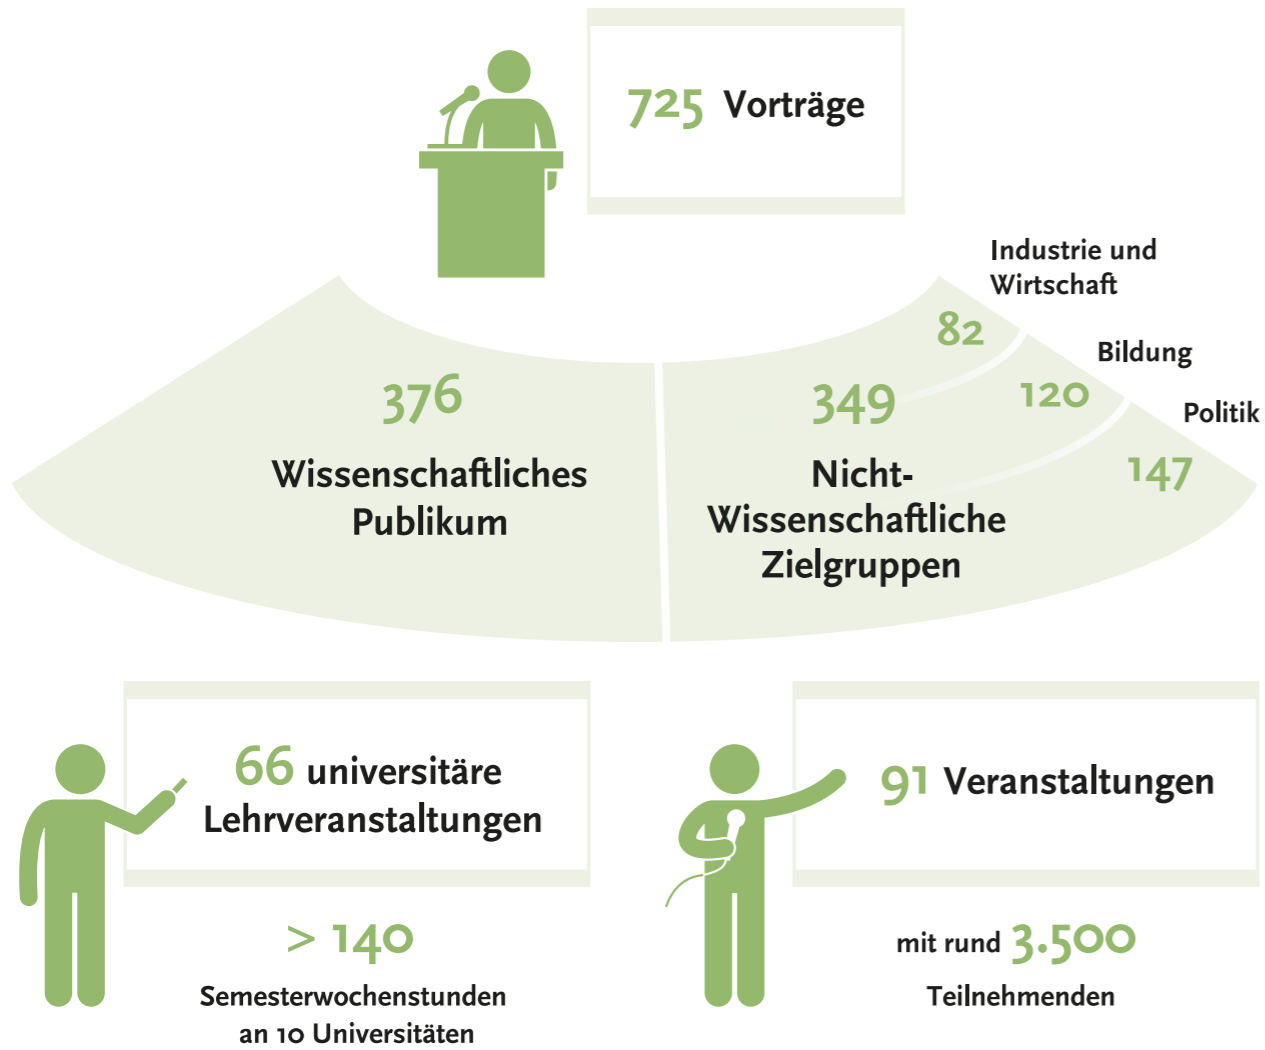 725 Vorträge
Industrie und
Wirtschaft
82
Bildung
120
Politik
147
376
Wissenschaftliches
Publikum
349
Nicht-
Wissenschaftliche
Zielgruppen
66 universitäre
Lehrveranstaltungen
> 140
Semesterwochenstunden
an 10 Universitäten
91 Veranstaltungen
mit rund 3.500
Teilnehmenden